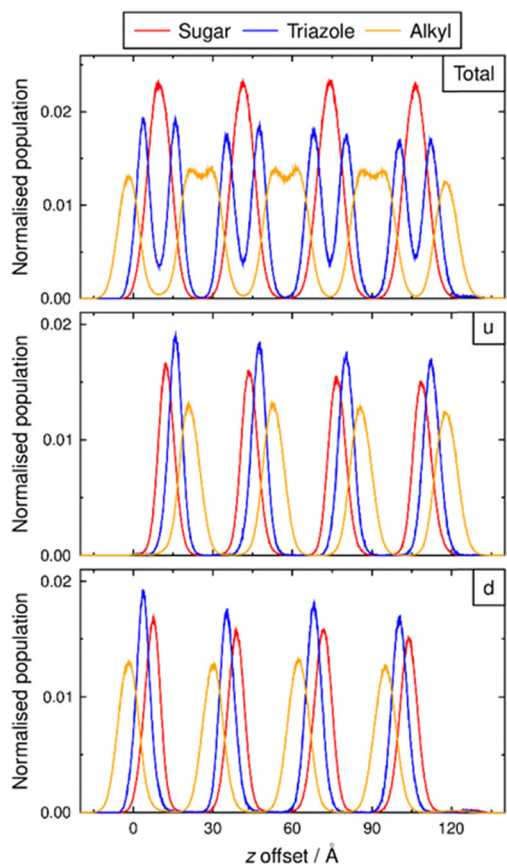 Sugar Triazole Alkyl
Total
Normalised population
0.02
0.01
0.00
u
Normalised population
0.02
0.01
0.00
d
Normalised population
0.02
0.01
0.00
0 30 60 90 120
z offset / Å